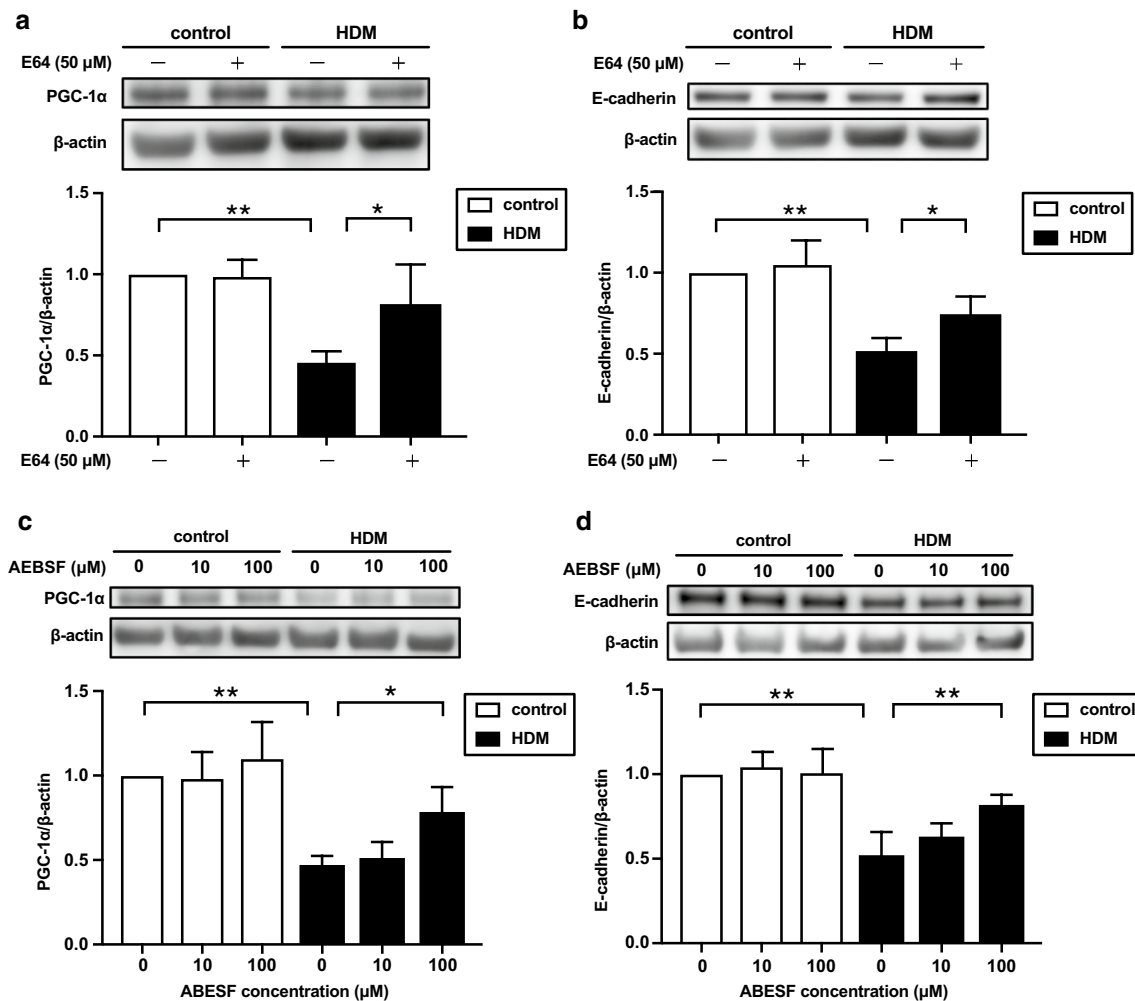 a
control HDM
E64 (50 µM) — + — +
PGC-1α
β-actin
1.5
1.0
0.5
0.0
PGC-1α/β-actin
** *
control
HDM
E64 (50 µM) — + — +
b
control HDM
E64 (50 µM) — + — +
E-cadherin
β-actin
1.5
1.0
0.5
0.0
E-cadherin/β-actin
** *
control
HDM
E64 (50 µM) — + — +
c
control HDM
AEBSF (µM) 0 10 100 0 10 100
PGC-1α
β-actin
1.5
1.0
0.5
0.0
PGC-1α/β-actin
** *
control
HDM
0 10 100 0 10 100
ABESF concentration (µM)
d
control HDM
AEBSF (µM) 0 10 100 0 10 100
E-cadherin
β-actin
1.5
1.0
0.5
0.0
E-cadherin/β-actin
** **
control
HDM
0 10 100 0 10 100
ABESF concentration (µM)